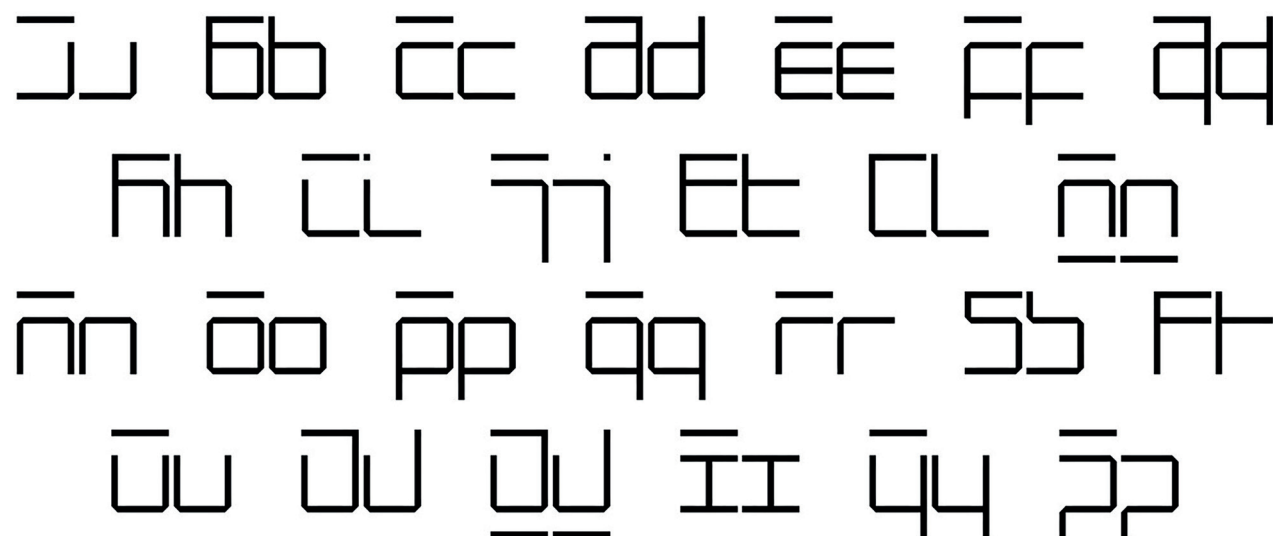 Aa Bb Cc Dd Ee Ff Gg
Hh Ii Jj Kk Ll Mm
Nn Oo Pp Qq Rr Ss Tt
Uu Vv Ww Xx Yy Zz